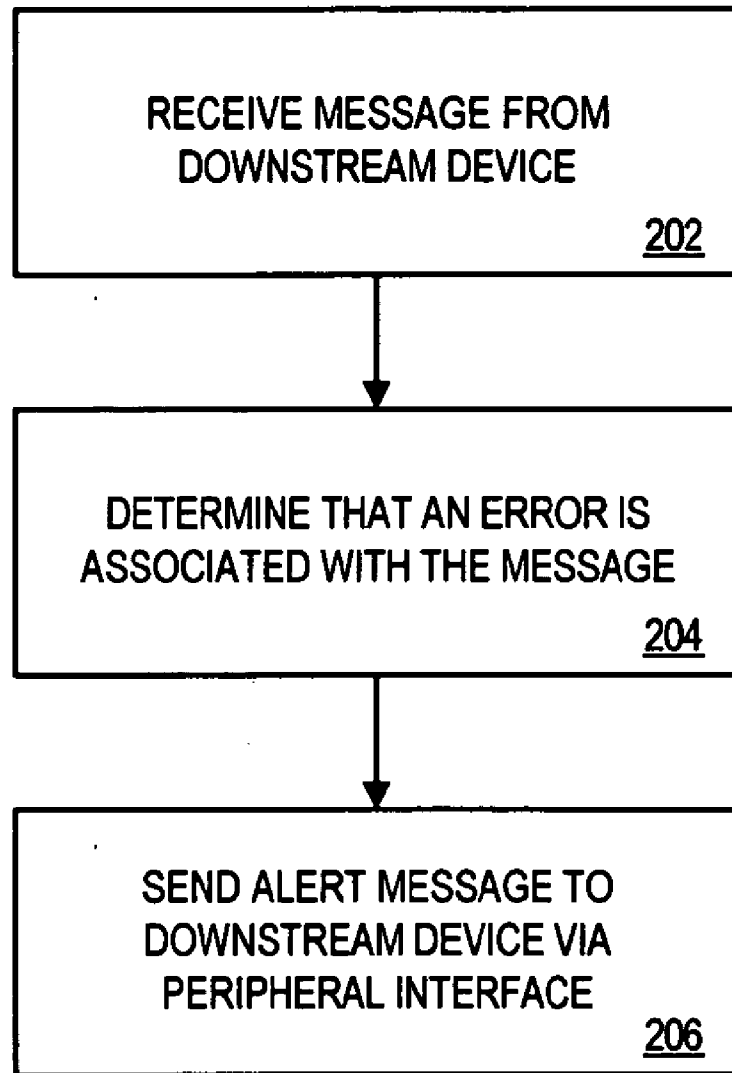 RECEIVE MESSAGE FROM
DOWNSTREAM DEVICE
202
DETERMINE THAT AN ERROR IS
ASSOCIATED WITH THE MESSAGE
204
SEND ALERT MESSAGE TO
DOWNSTREAM DEVICE VIA
PERIPHERAL INTERFACE
206